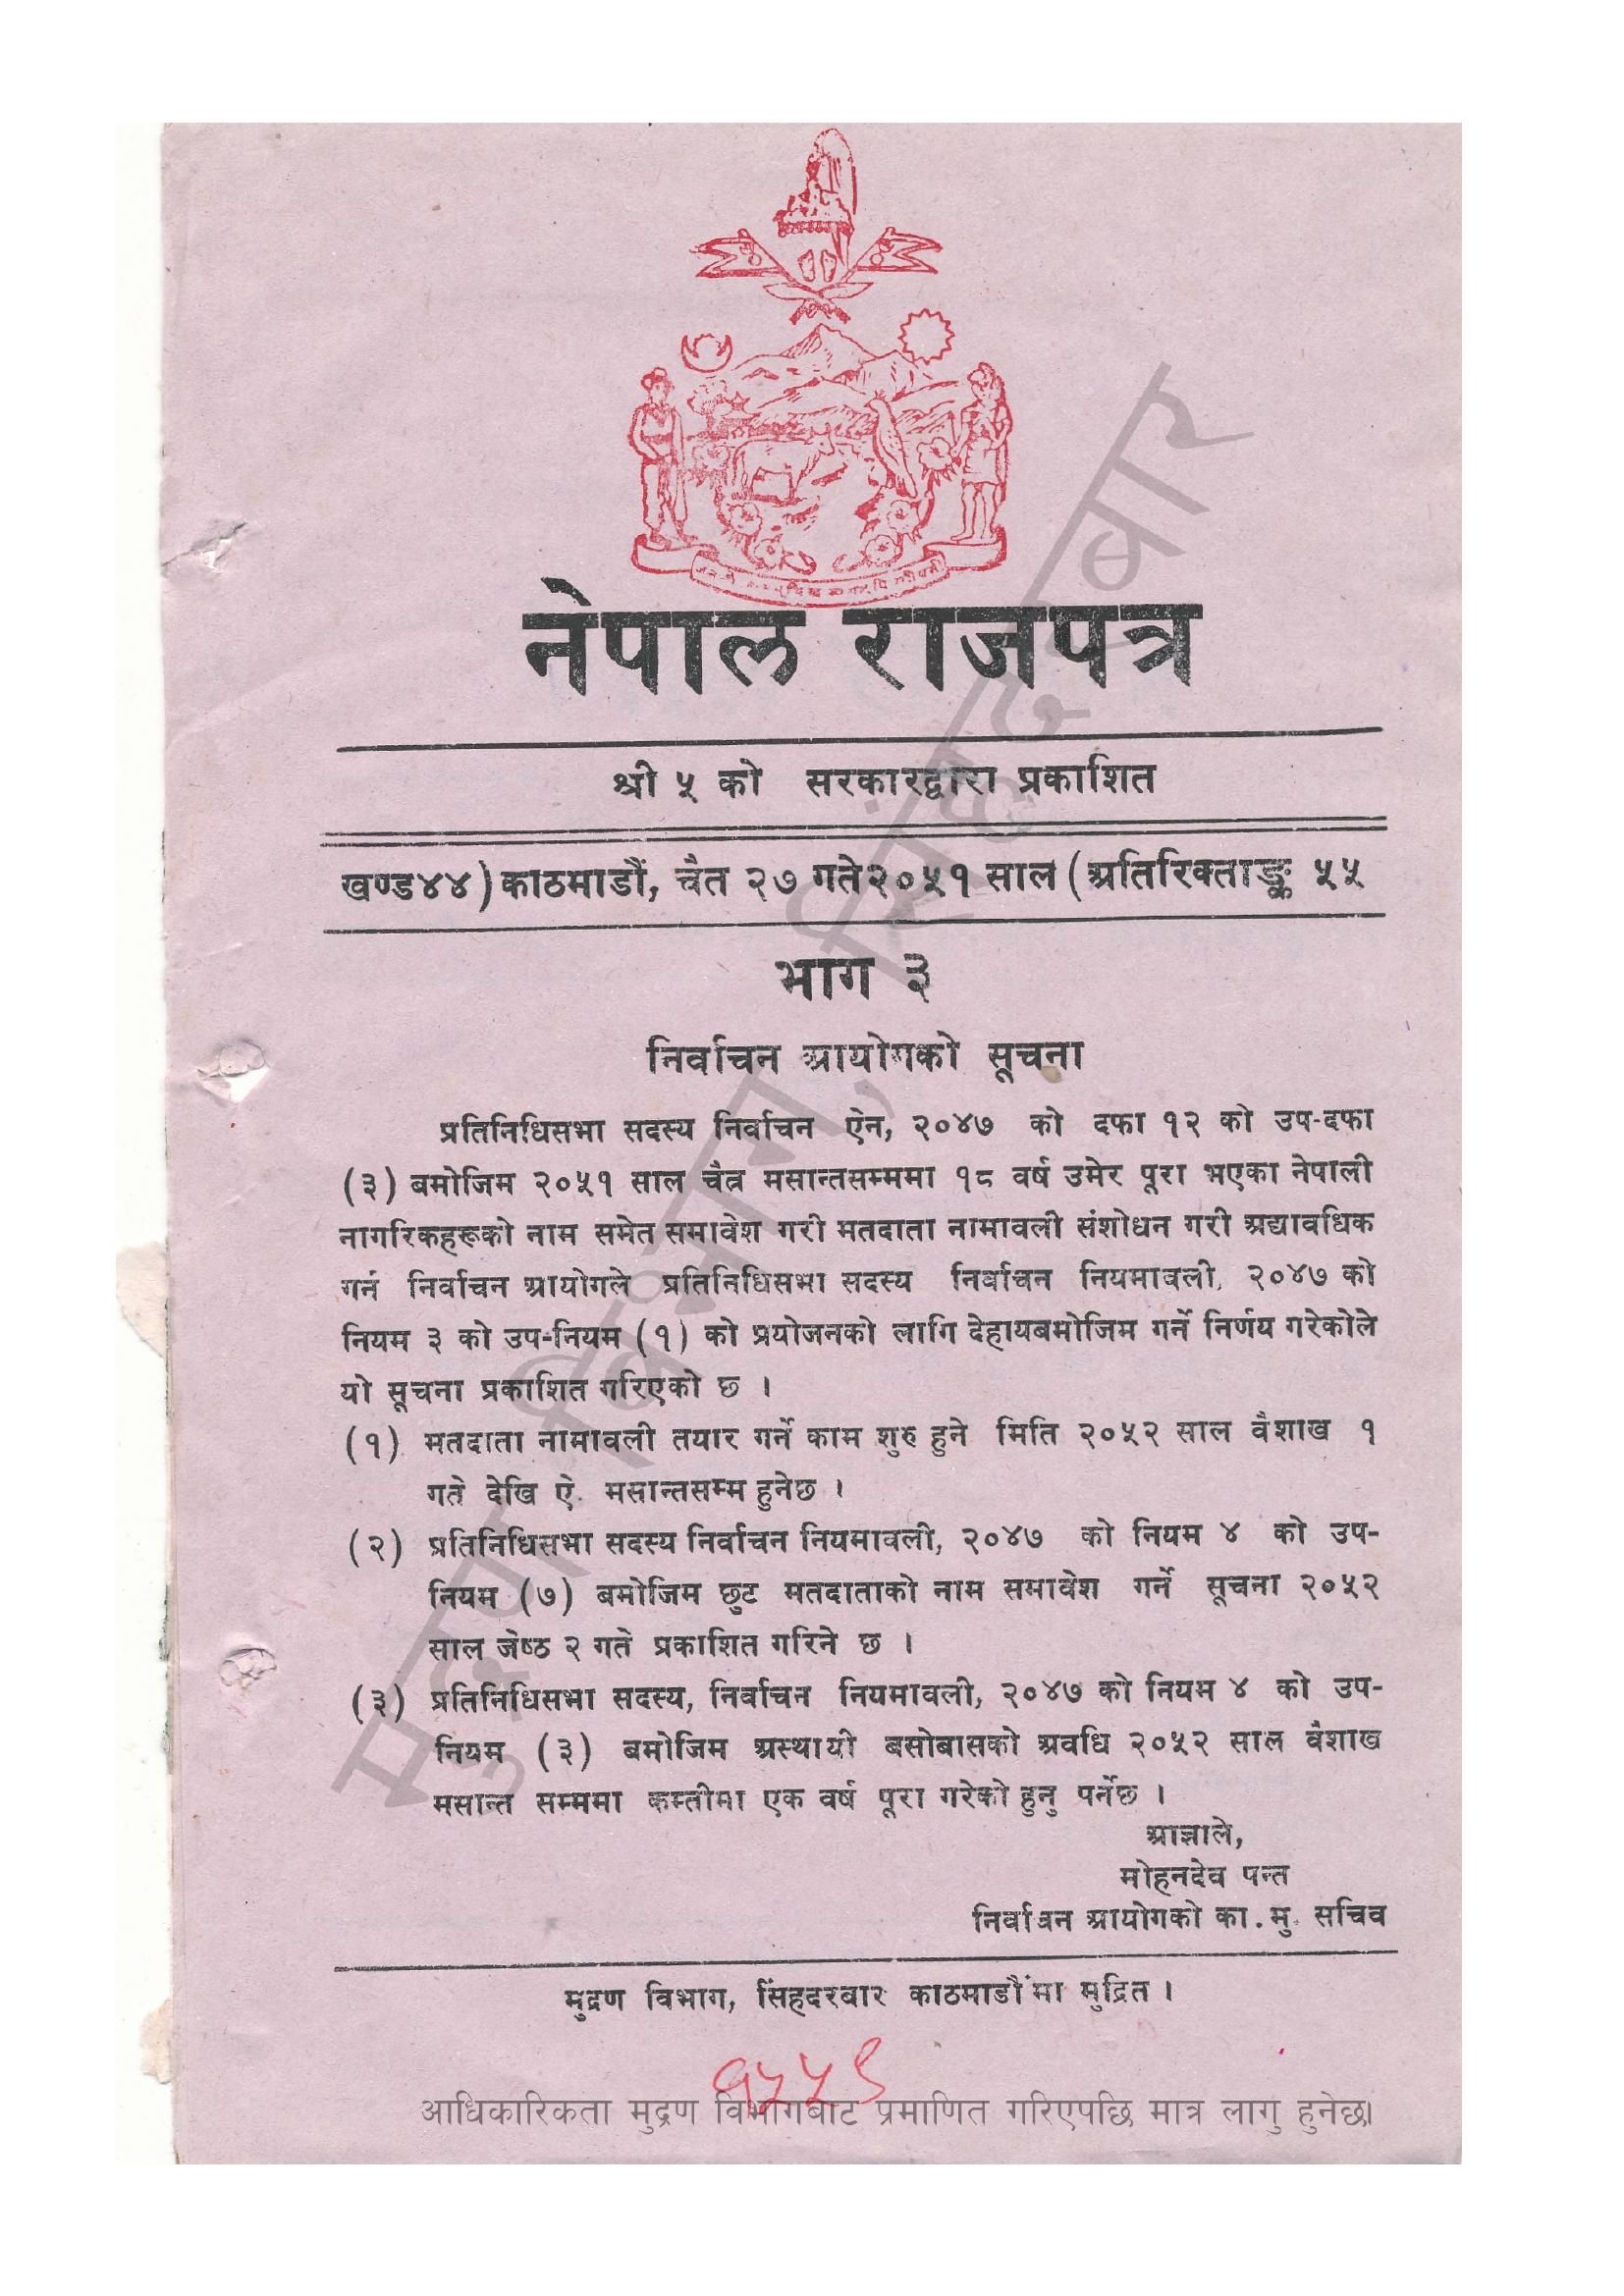 नेपाल राजपत्र
श्री ५ को सरकारद्वारा प्रकाशित
खण्ड४४) काठमाडौं, चैत २७ गते२०५१ साल (अतिरिक्ताङ्क ५५
भाग ३
निर्वाचन आयोगको सूचना
प्रतिनिधिसभा सदस्य निर्वाचन ऐन, २०४७ को दफा १२ को उप-दफा
(३) बमोजिम २०५१ साल चैत्र मसान्तसम्ममा १८ वर्ष उमेर पूरा भएका नेपाली
नागरिकहरूको नाम समेत समावेश गरी मतदाता नामावली संशोधन गरी अद्यावधिक
गर्न निर्वाचन आयोगले प्रतिनिधिसभा सदस्य निर्वाचन नियमावली, २०४७ को
नियम ३ को उप-नियम (१) को प्रयोजनको लागि देहायबमोजिम गर्ने निर्णय गरेकोले
यो सूचना प्रकाशित गरिएको छ ।
(१) मतदाता नामावली तयार गर्ने काम शुरु हुने मिति २०५२ साल वैशाख १
गते देखि ऐ. मसान्तसम्म हुनेछ ।
(२) प्रतिनिधिसभा सदस्य निर्वाचन नियमावली, २०४७ को नियम ४ को उप-
नियम (७) बमोजिम छुट मतदाताको नाम समावेश गर्ने सूचना २०५२
साल जेष्ठ २ गते प्रकाशित गरिने छ ।
(३) प्रतिनिधिसभा सदस्य, निर्वाचन नियमावली, २०४७ को नियम ४ को उप-
नियम (३) बमोजिम अस्थायी बसोबासको अवधि २०५२ साल वैशाख
मसान्त सम्ममा कम्तीमा एक वर्ष पूरा गरेको हुनु पर्नेछ ।
आज्ञाले,
मोहनदेव पन्त
निर्वाचन आयोगको का. मु. सचिव
मुद्रण विभाग, सिंहदरबार काठमाडौंमा मुद्रित ।
१५५९
आधिकारिकता मुद्रण विभागबाट प्रमाणित गरिएपछि मात्र लागु हुनेछ।
मुद्रण विभाग, सिंहदरबार